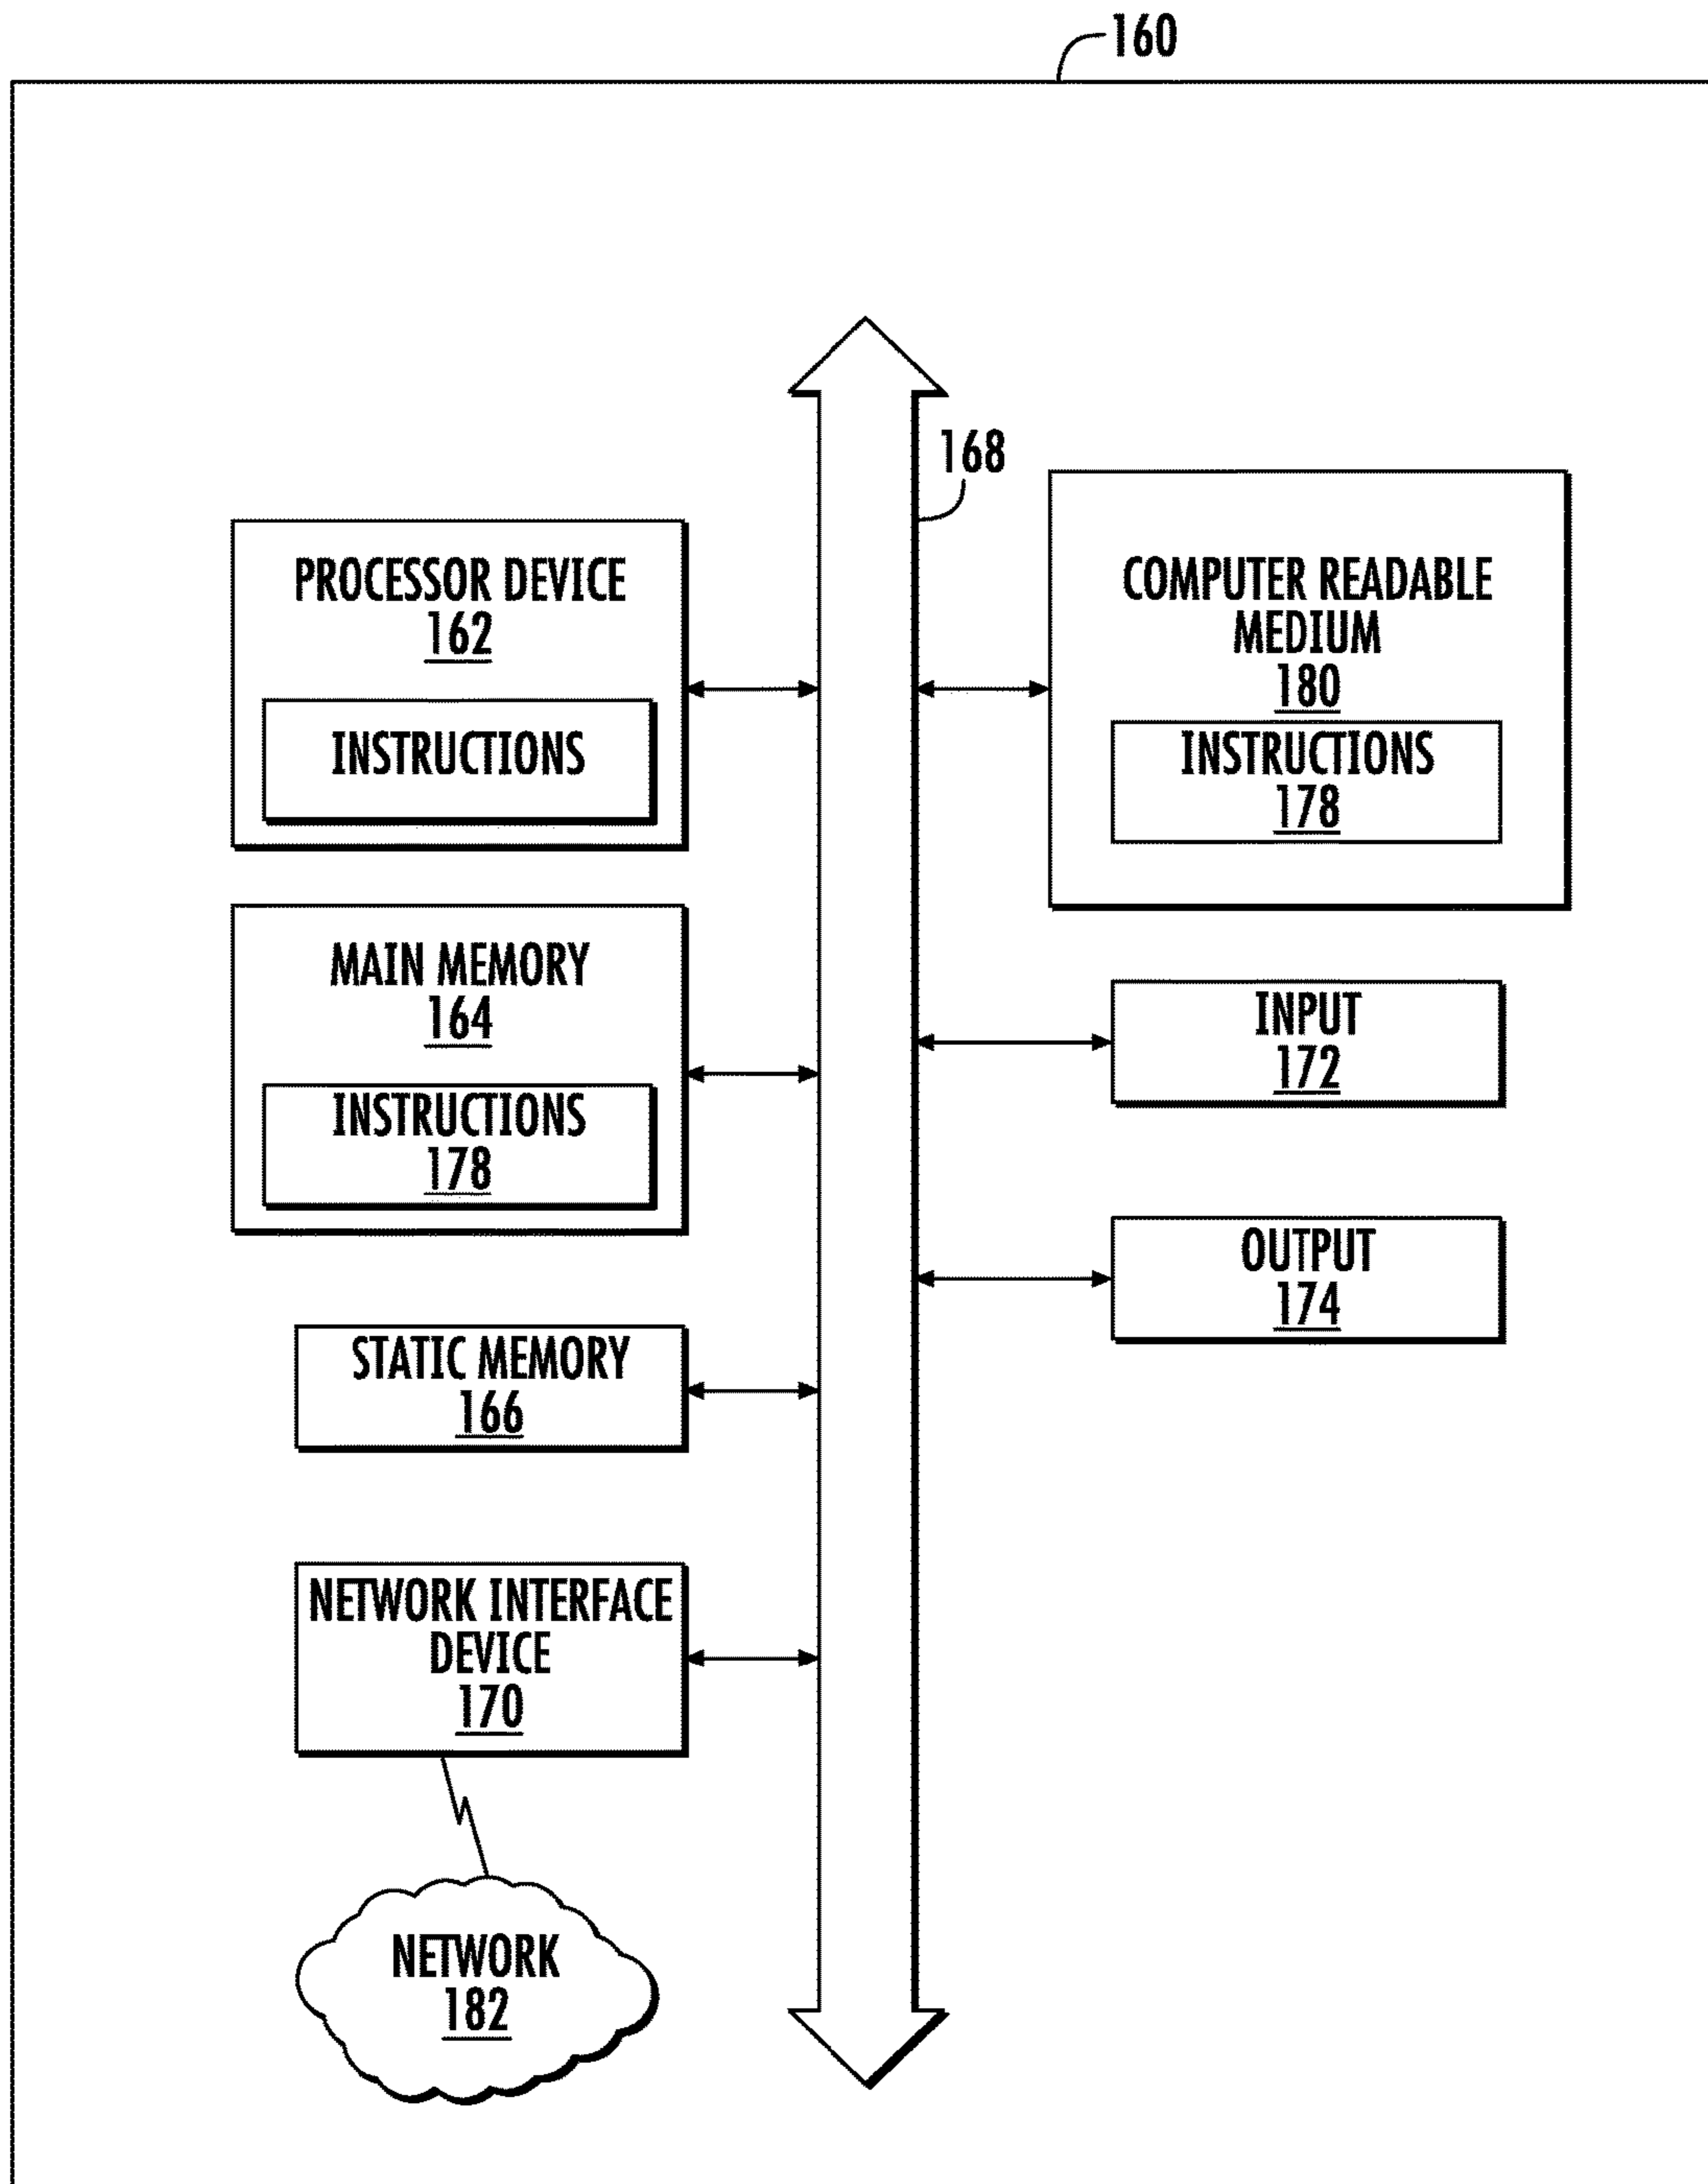 160
168
PROCESSOR DEVICE
162
INSTRUCTIONS
MAIN MEMORY
164
INSTRUCTIONS
178
STATIC MEMORY
166
NETWORK INTERFACE
DEVICE
170
NETWORK
182
COMPUTER READABLE
MEDIUM
180
INSTRUCTIONS
178
INPUT
172
OUTPUT
174